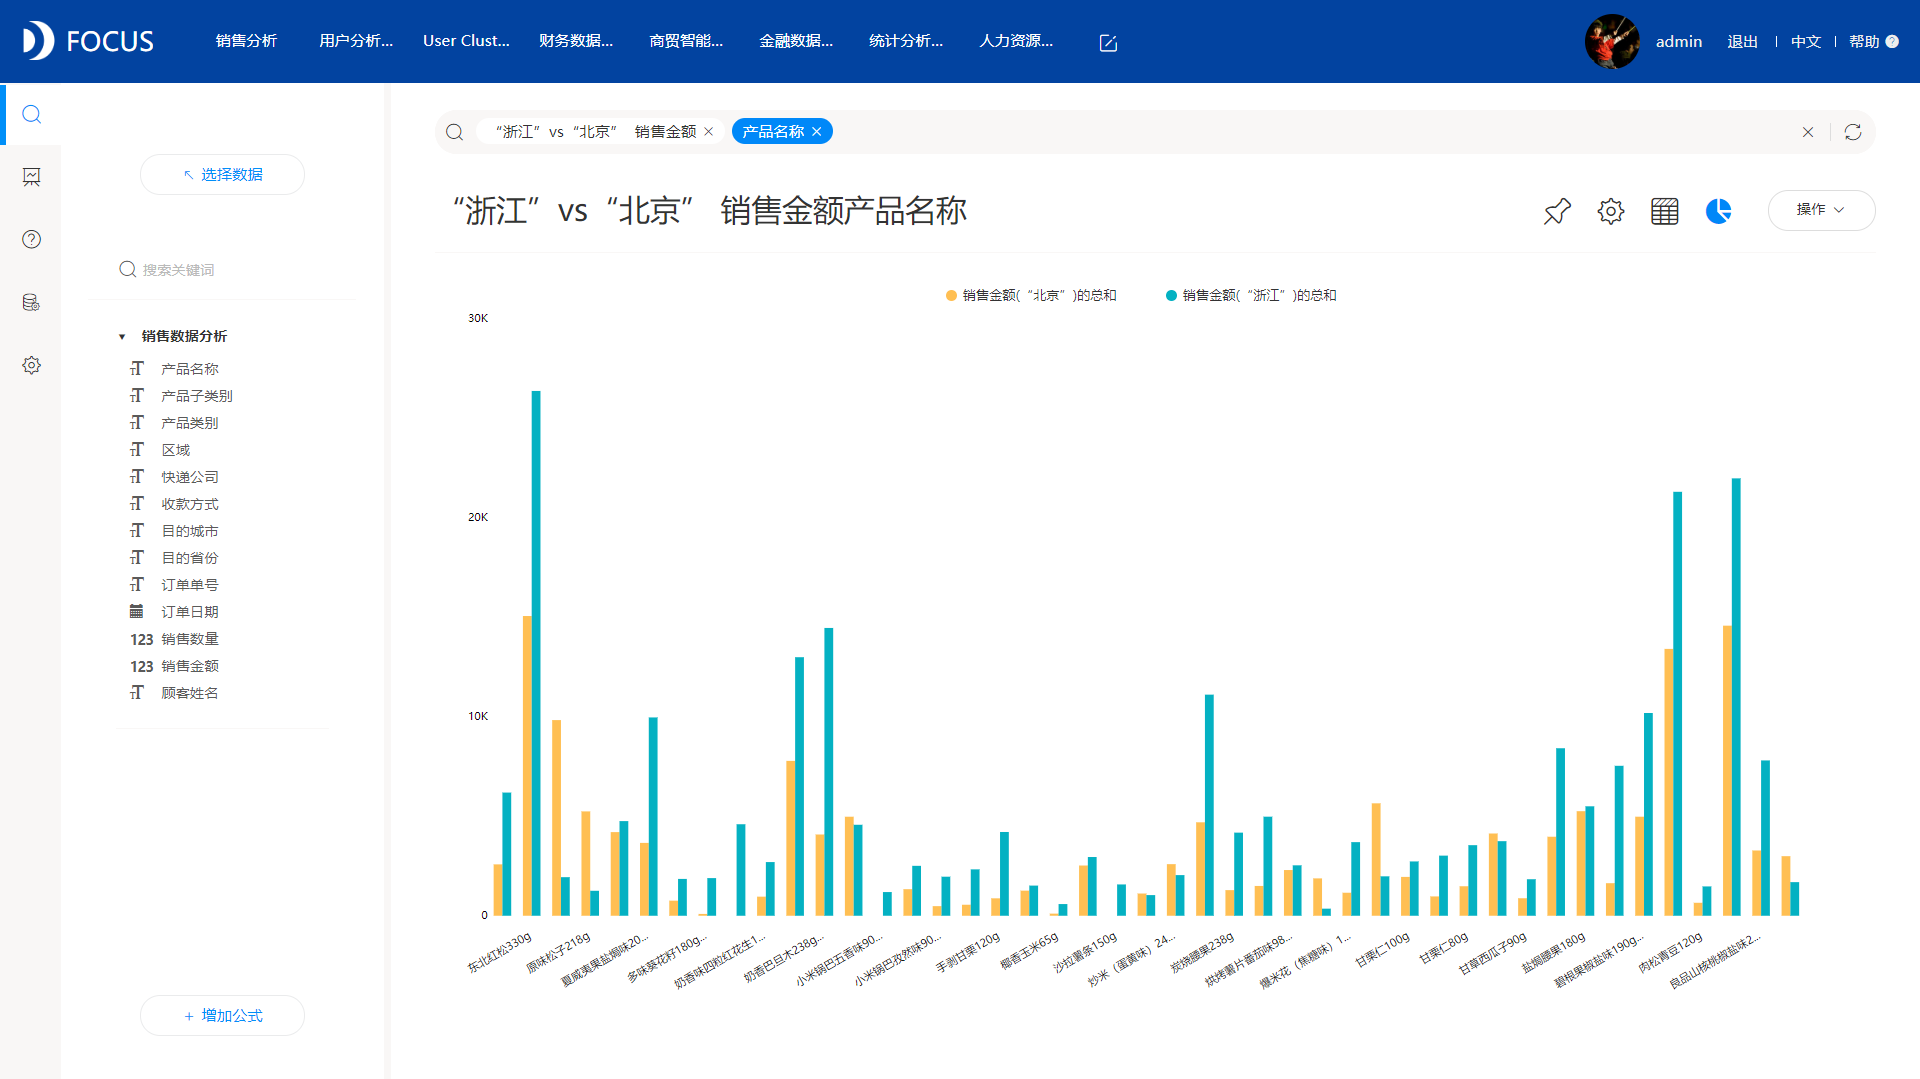 FOCUS
销售分析
用户分析...
User Clust...
财务数据...
商贸智能...
金融数据...
统计分析...
人力资源...
admin
退出
中文
帮助
选择数据
搜索关键词
销售数据分析
产品名称
产品子类别
产品类别
区域
快递公司
收款方式
目的城市
目的省份
订单单号
订单日期
123 销售数量
123 销售金额
顾客姓名
+ 增加公式
“浙江” vs “北京” 销售金额
产品名称
“浙江” vs “北京” 销售金额产品名称
操作
销售金额(“北京”)的总和
销售金额(“浙江”)的总和
30K
20K
10K
0
东北红松330g
原味松子218g
夏威夷果盐焗味20...
多味葵花籽180g...
奶香味四粒红花生1...
奶香巴旦木238g...
小米锅巴五香味90...
小米锅巴孜然味90...
手剥甘栗120g
椰香玉米65g
沙拉薯条150g
炒米（蛋黄味）24...
炭烧腰果238g
烘烤薯片番茄味98...
爆米花（焦糖味）1...
甘栗仁100g
甘栗仁80g
甘草西瓜子90g
盐焗腰果180g
碧根果椒盐味190g...
肉松青豆120g
良品山核桃椒盐味2...